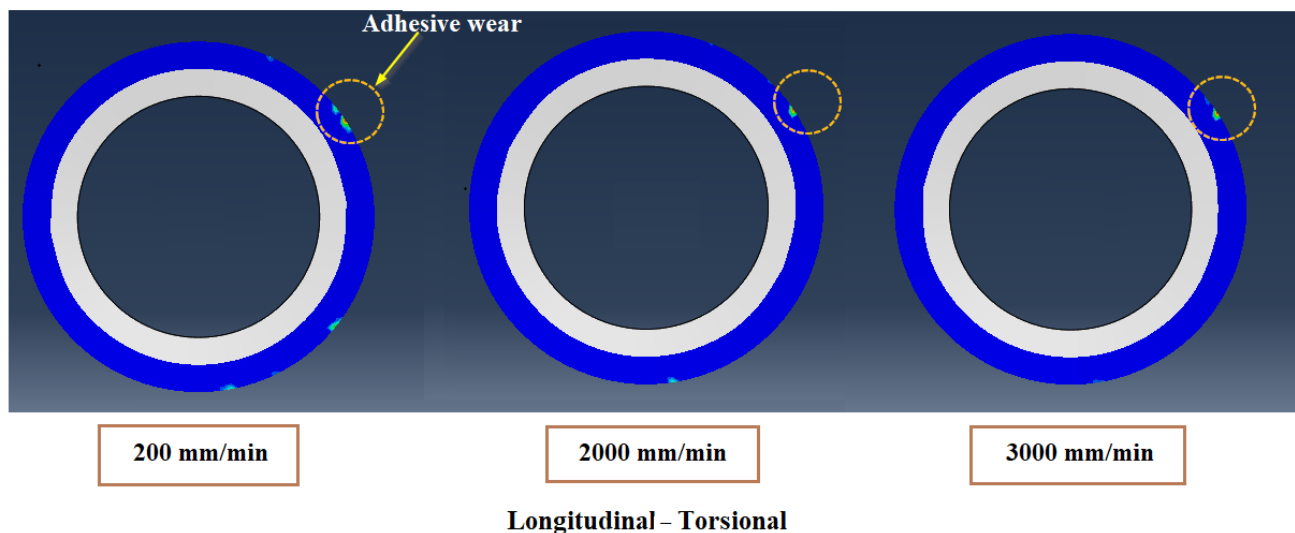 Adhesive wear
200 mm/min
2000 mm/min
3000 mm/min
Longitudinal – Torsional